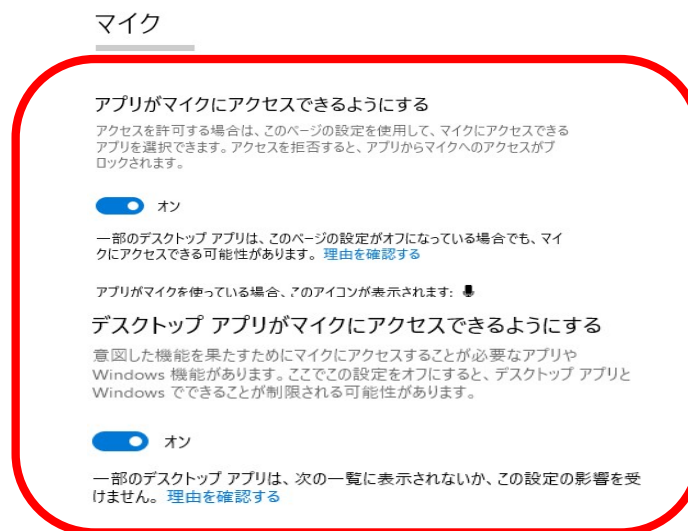 マイク
アプリがマイクにアクセスできるようにする
アクセスを許可する場合は、このページの設定を使用して、マイクにアクセスできる
アプリを選択できます。アクセスを拒否すると、アプリからマイクへのアクセスがブ
ロックされます。
オン
一部のデスクトップ アプリは、このページの設定がオフになっている場合でも、マイ
クにアクセスできる可能性があります。 理由を確認する
アプリがマイクを使っている場合、このアイコンが表示されます:
デスクトップ アプリがマイクにアクセスできるようにする
意図した機能を果たすためにマイクにアクセスすることが必要なアプリや
Windows 機能があります。ここでこの設定をオフにすると、デスクトップ アプリと
Windows でできることが制限される可能性があります。
オン
一部のデスクトップ アプリは、次の一覧に表示されないか、この設定の影響を受
けません。 理由を確認する